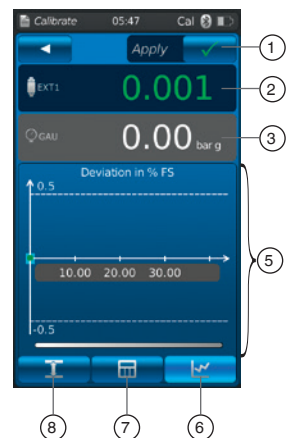 Calibrate 05:47 Cal
Apply
1
EXT1 0.001
2
GAU 0.00 bar g
3
Deviation in % FS
0.5
10.00 20.00 30.00
5
-0.5
8 7 6